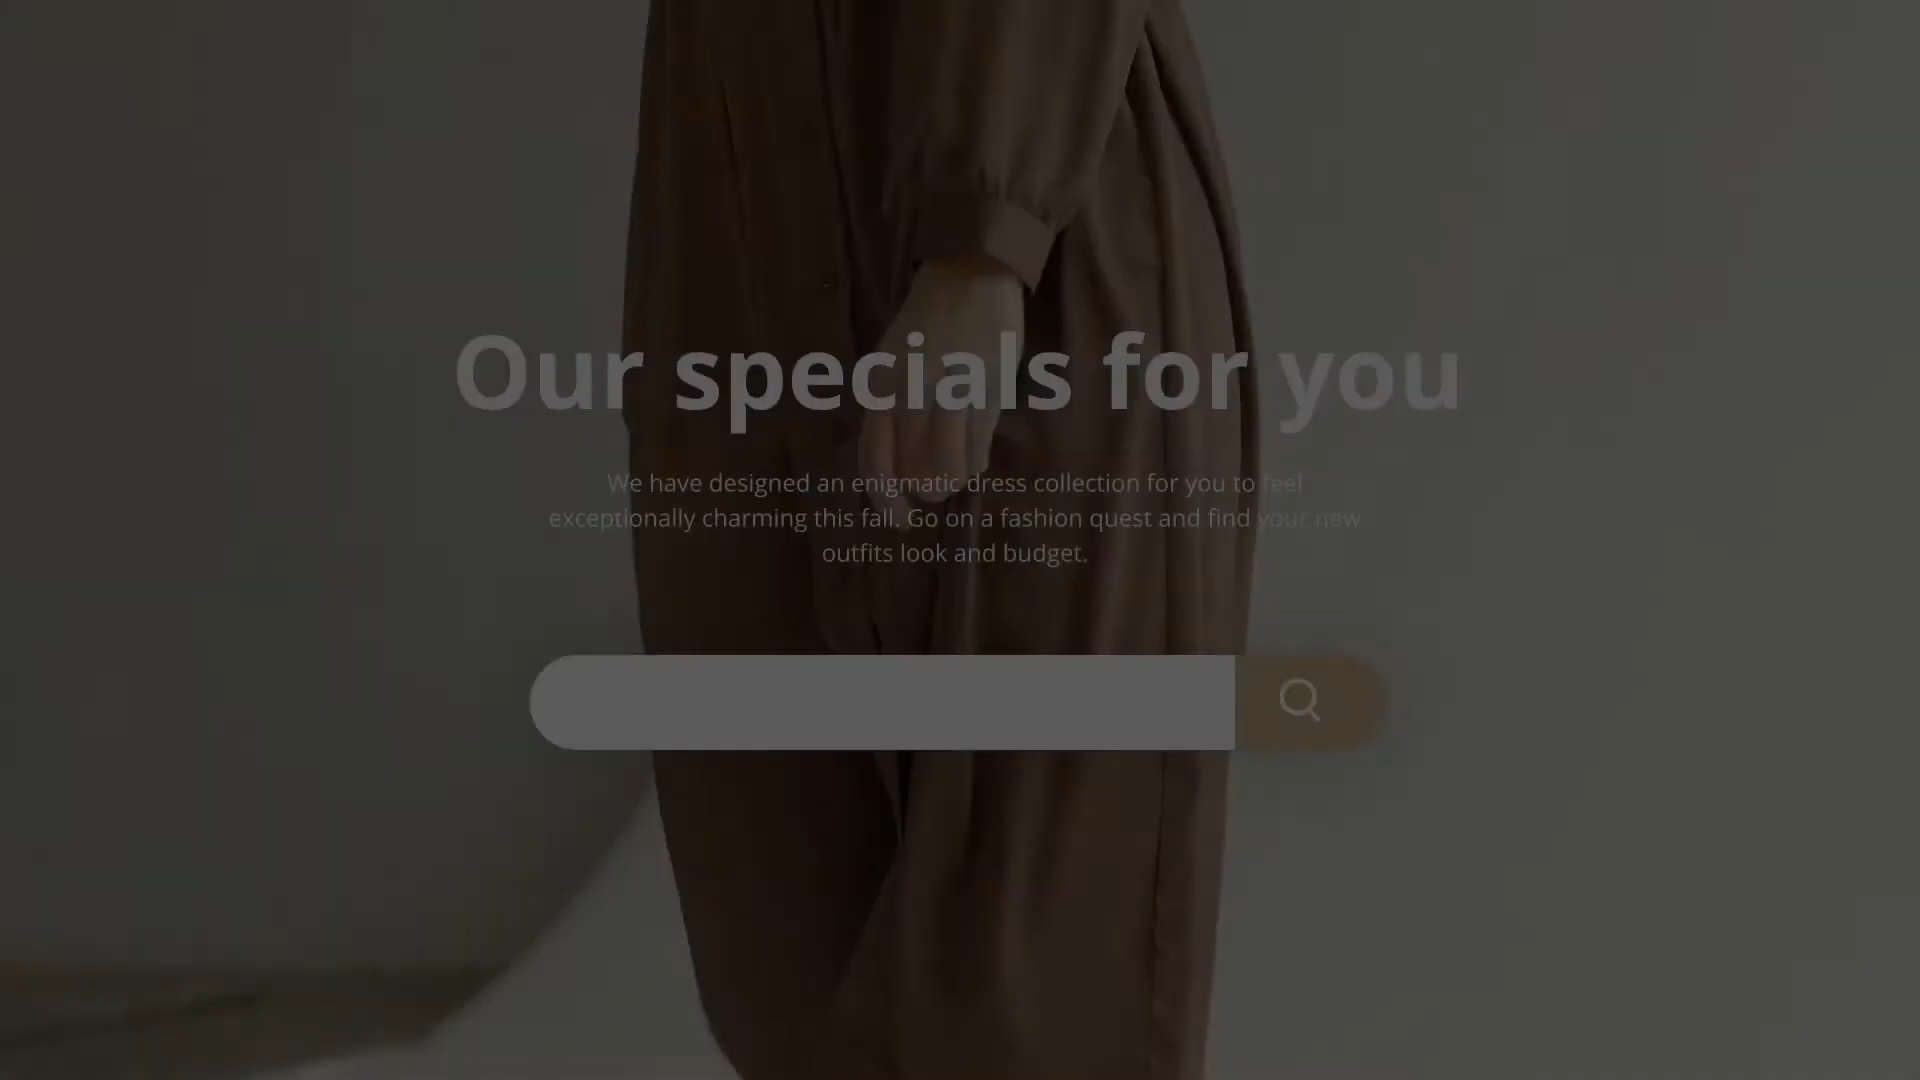 Our specials for you
We have designed an enigmatic dress collection for you to feel
exceptionally charming this fall. Go on a fashion quest and find your new
outfits look and budget.